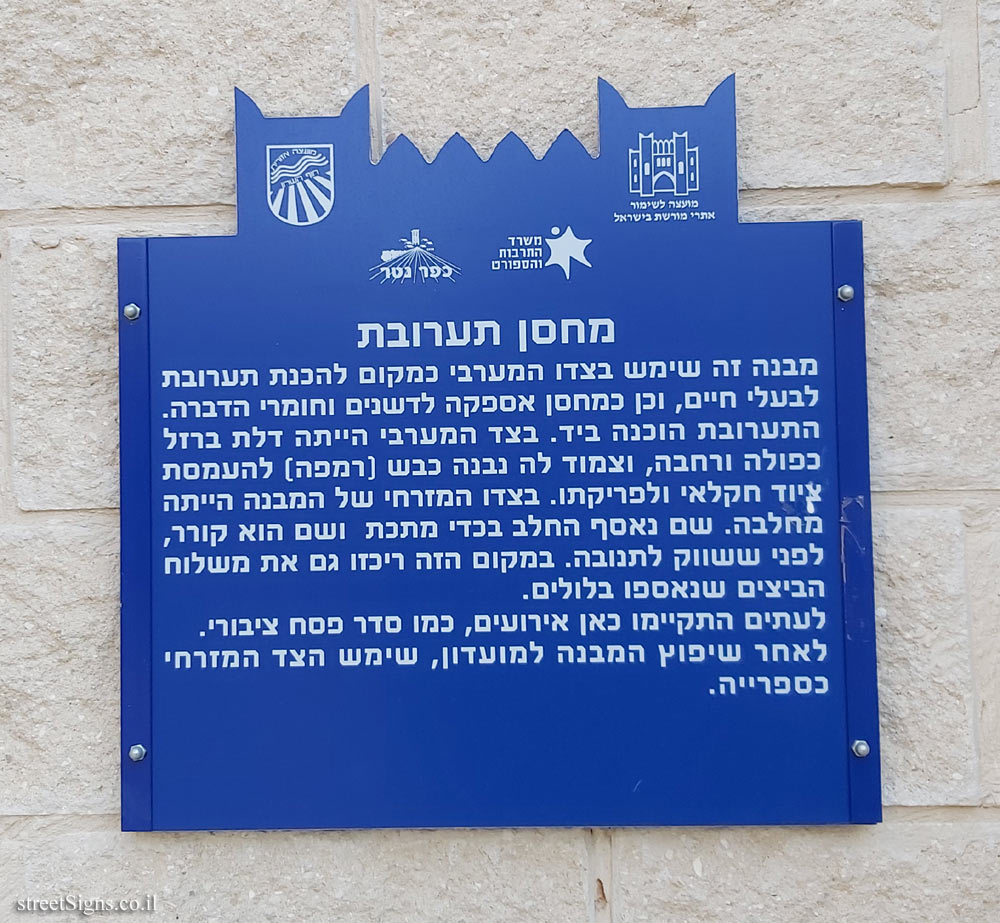 מועצה אזורית
חוף השרון
מועצה לשימור
אתרי מורשת בישראל
כפר נטר
משרד
התרבות
והספורט
מחסן תערובת
מבנה זה שימש בצדו המערבי כמקום להכנת תערובת
לבעלי חיים, וכן כמחסן אספקה לדשנים וחומרי הדברה.
התערובת הוכנה ביד. בצד המערבי הייתה דלת ברזל
כפולה ורחבה, וצמוד לה נבנה כבש (רמפה) להעמסת
ציוד חקלאי ולפריקתו. בצדו המזרחי של המבנה הייתה
מחלבה. שם נאסף החלב בכדי מתכת ושם הוא קורר,
לפני ששווק לתנובה. במקום הזה ריכזו גם את משלוח
הביצים שנאספו בלולים.
לעתים התקיימו כאן אירועים, כמו סדר פסח ציבורי.
לאחר שיפוץ המבנה למועדון, שימש הצד המזרחי
כספרייה.
streetSigns.co.il